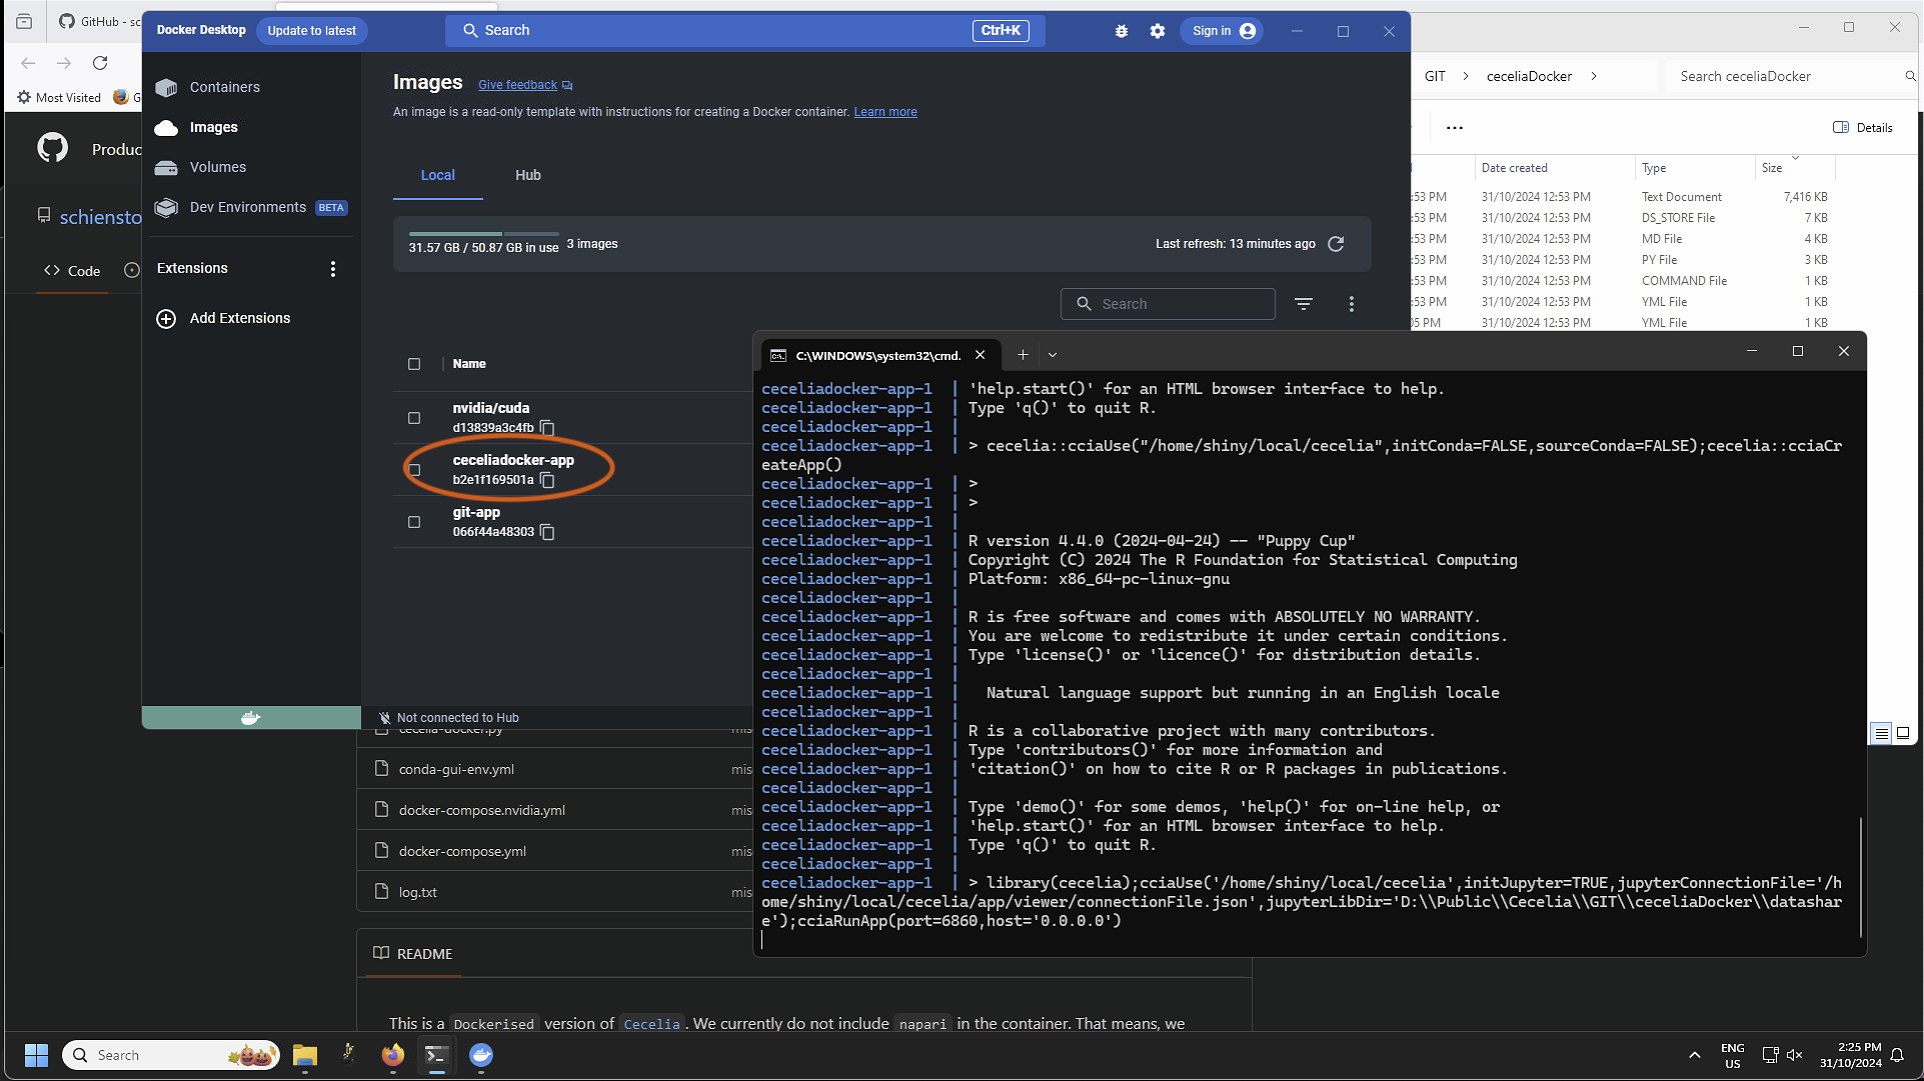 GitHub - sc
Most Visited
G
Produc
schiensto
Code
Docker Desktop
Update to latest
Search
Ctrl+K
Sign in
Containers
Images
Volumes
Dev Environments BETA
Extensions
Add Extensions
Images
Give feedback
An image is a read-only template with instructions for creating a Docker container. Learn more
Local
Hub
31.57 GB / 50.87 GB in use
3 images
Last refresh: 13 minutes ago
Search
Name
nvidia/cuda
d13839a3c4fb
ceceliadocker-app
b2e1f169501a
git-app
066f44a48303
Not connected to Hub
GIT > ceceliaDocker >
Search ceceliaDocker
...
Details
Date created Type Size
:53 PM 31/10/2024 12:53 PM Text Document 7,416 KB
:53 PM 31/10/2024 12:53 PM DS_STORE File 7 KB
:53 PM 31/10/2024 12:53 PM MD File 4 KB
:53 PM 31/10/2024 12:53 PM PY File 3 KB
:53 PM 31/10/2024 12:53 PM COMMAND File 1 KB
:53 PM 31/10/2024 12:53 PM YML File 1 KB
05 PM 31/10/2024 12:53 PM YML File 1 KB
C:\WINDOWS\system32\cmd.
ceceliadocker-app-1 | 'help.start()' for an HTML browser interface to help.
ceceliadocker-app-1 | Type 'q()' to quit R.
ceceliadocker-app-1 |
ceceliadocker-app-1 | > cecelia::cciaUse("/home/shiny/local/cecelia",initConda=FALSE,sourceConda=FALSE);cecelia::cciaCr
eateApp()
ceceliadocker-app-1 | >
ceceliadocker-app-1 | >
ceceliadocker-app-1 |
ceceliadocker-app-1 | R version 4.4.0 (2024-04-24) -- "Puppy Cup"
ceceliadocker-app-1 | Copyright (C) 2024 The R Foundation for Statistical Computing
ceceliadocker-app-1 | Platform: x86_64-pc-linux-gnu
ceceliadocker-app-1 |
ceceliadocker-app-1 | R is free software and comes with ABSOLUTELY NO WARRANTY.
ceceliadocker-app-1 | You are welcome to redistribute it under certain conditions.
ceceliadocker-app-1 | Type 'license()' or 'licence()' for distribution details.
ceceliadocker-app-1 |
ceceliadocker-app-1 | Natural language support but running in an English locale
ceceliadocker-app-1 |
ceceliadocker-app-1 | R is a collaborative project with many contributors.
ceceliadocker-app-1 | Type 'contributors()' for more information and
ceceliadocker-app-1 | 'citation()' on how to cite R or R packages in publications.
ceceliadocker-app-1 |
ceceliadocker-app-1 | Type 'demo()' for some demos, 'help()' for on-line help, or
ceceliadocker-app-1 | 'help.start()' for an HTML browser interface to help.
ceceliadocker-app-1 | Type 'q()' to quit R.
ceceliadocker-app-1 |
ceceliadocker-app-1 | > library(cecelia);cciaUse('/home/shiny/local/cecelia',initJupyter=TRUE,jupyterConnectionFile='/h
ome/shiny/local/cecelia/app/viewer/connectionFile.json',jupyterLibDir='D:\\Public\\Cecelia\\GIT\\ceceliaDocker\\datashar
e');cciaRunApp(port=6860,host='0.0.0.0')
cecelia-docker.py mis
conda-gui-env.yml mis
docker-compose.nvidia.yml mis
docker-compose.yml mis
log.txt mis
README
This is a Dockerised version of Cecelia. We currently do not include napari in the container. That means, we
Search
ENG
US
2:25 PM
31/10/2024